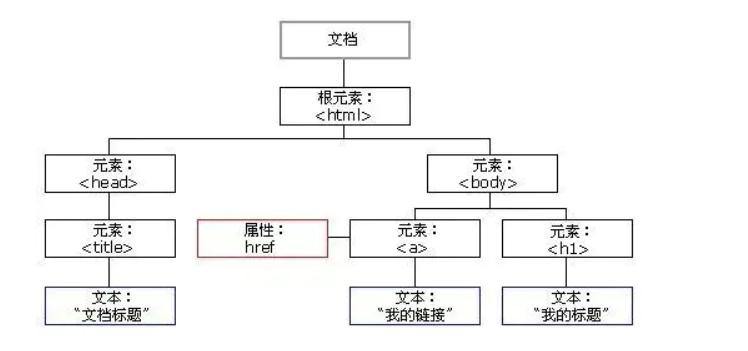 文档
根元素：
<html>
元素：
<head>
元素：
<body>
元素：
<title>
属性：
href
元素：
<a>
元素：
<h1>
文本：
“文档标题”
文本：
“我的链接”
文本：
“我的标题”